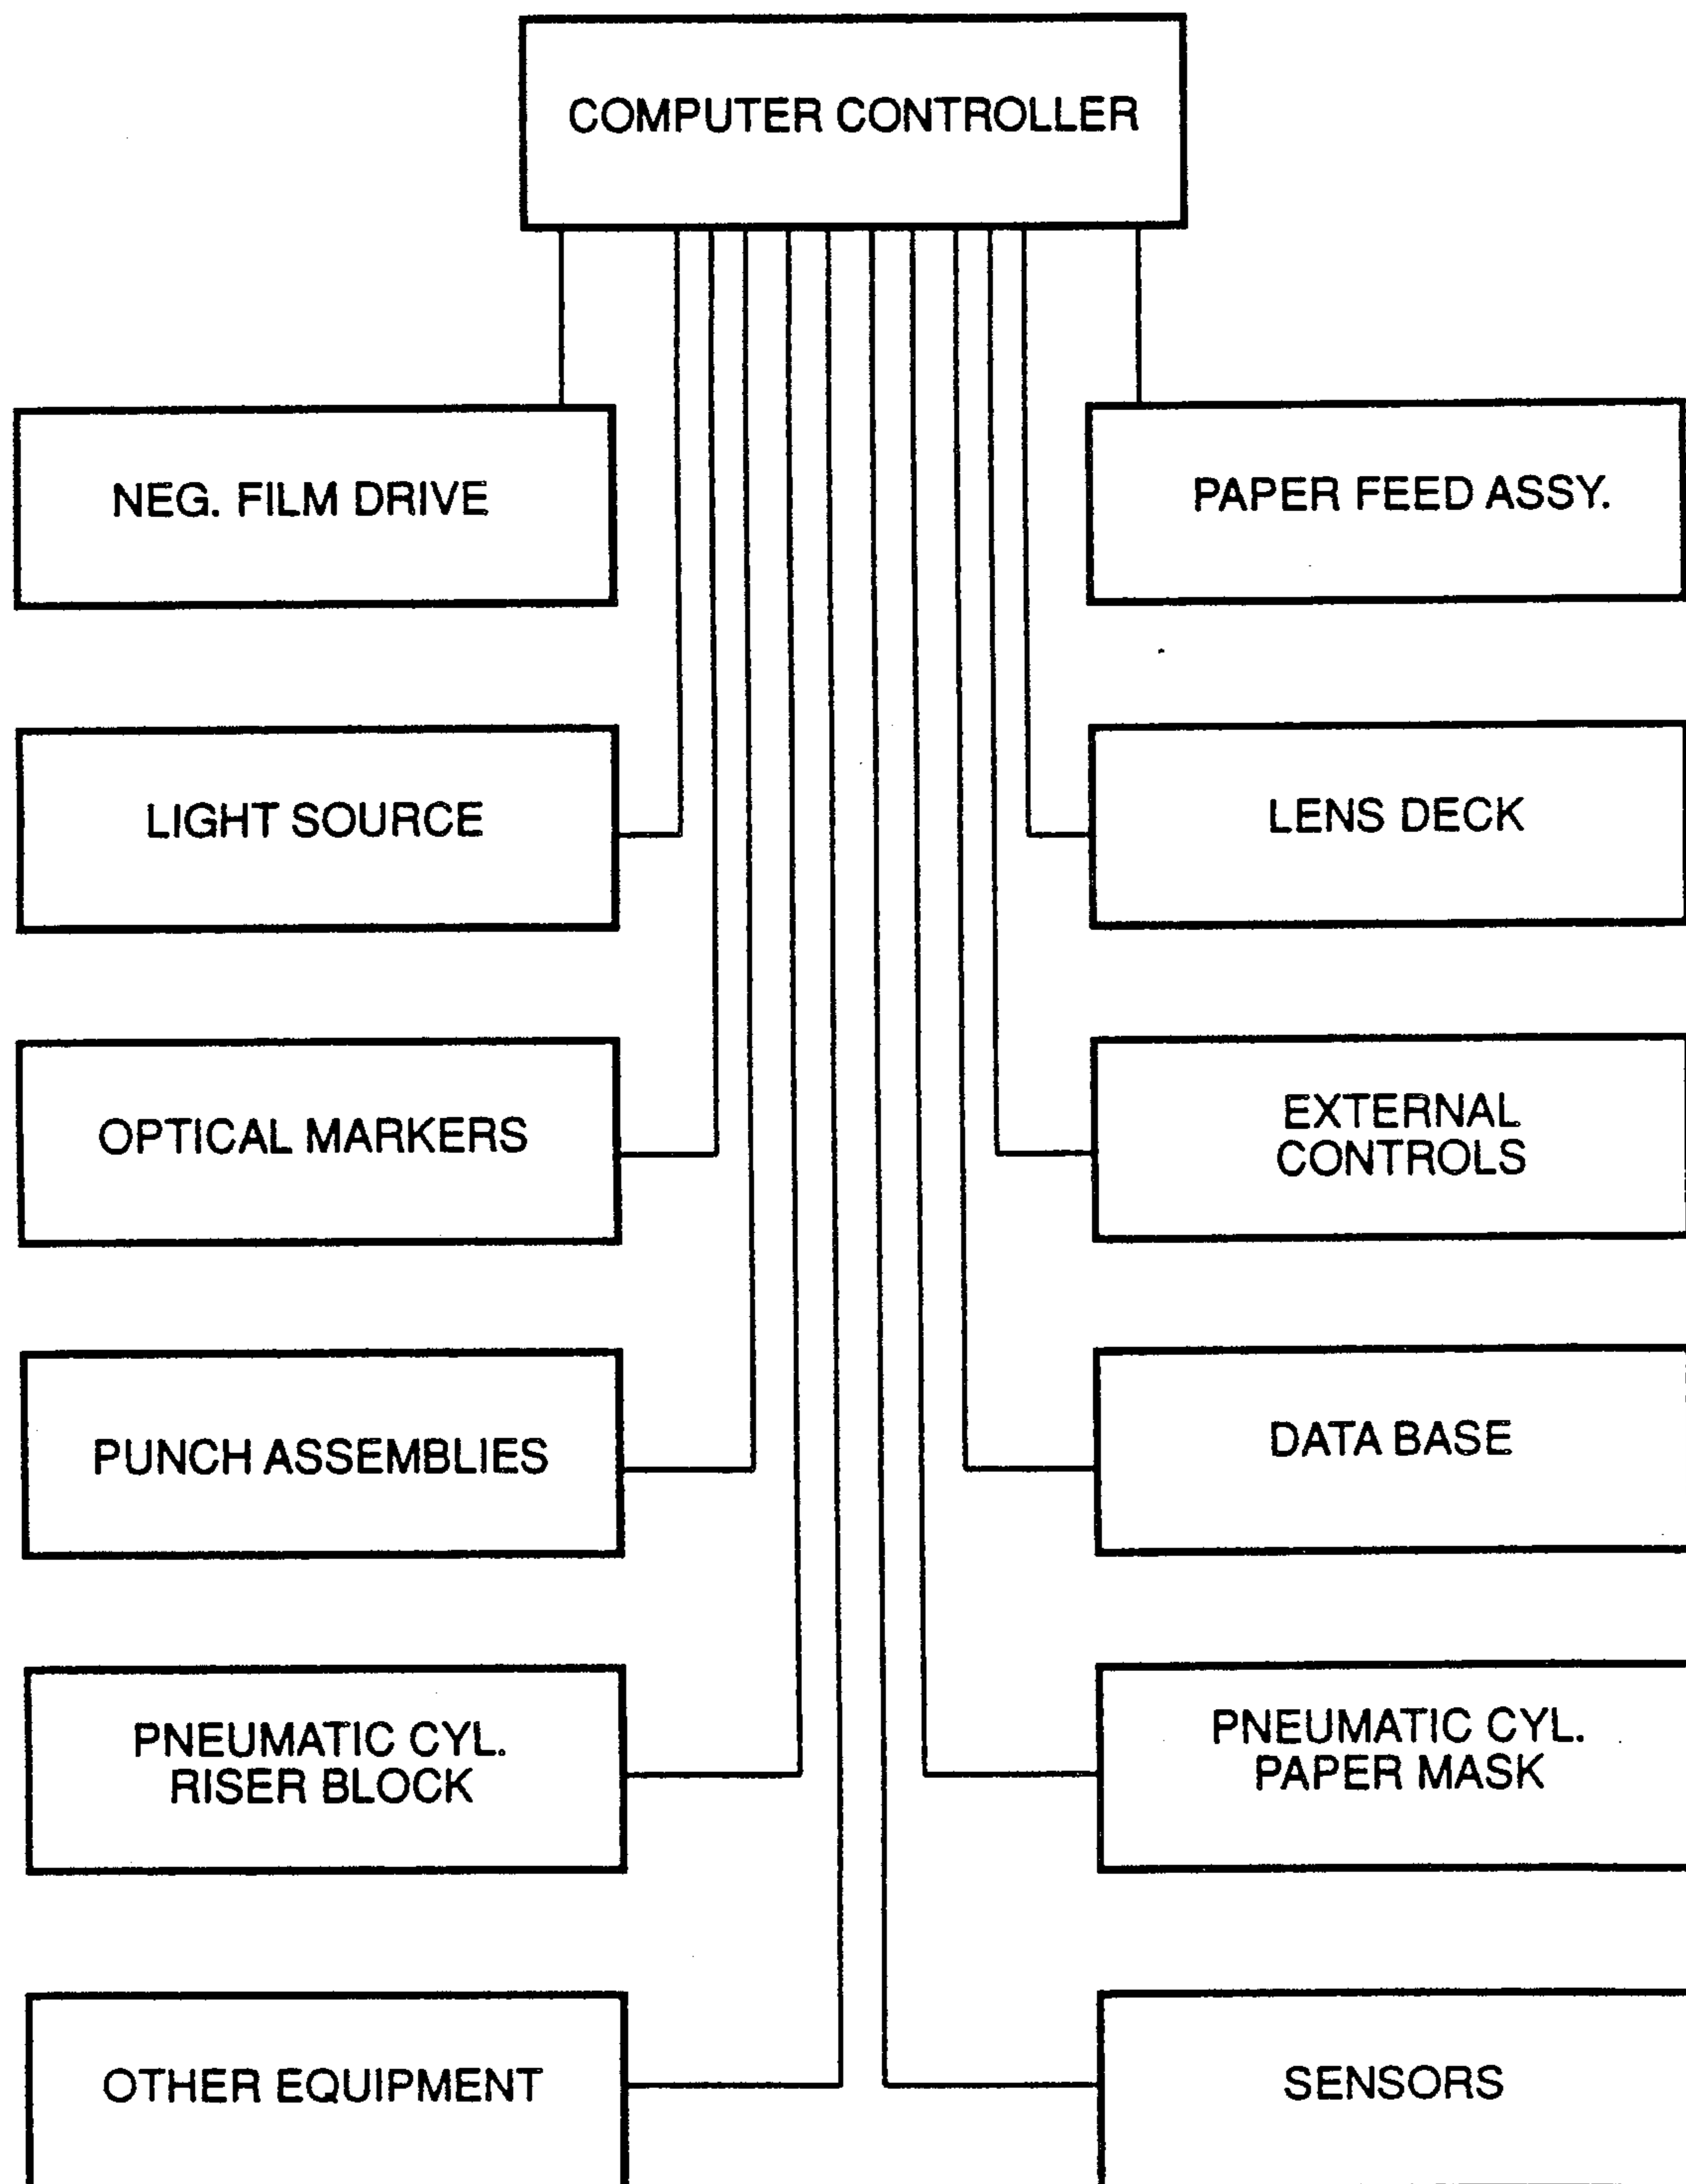 COMPUTER CONTROLLER
NEG. FILM DRIVE
PAPER FEED ASSY.
LIGHT SOURCE
LENS DECK
OPTICAL MARKERS
EXTERNAL
CONTROLS
PUNCH ASSEMBLIES
DATA BASE
PNEUMATIC CYL.
RISER BLOCK
PNEUMATIC CYL.
PAPER MASK
OTHER EQUIPMENT
SENSORS